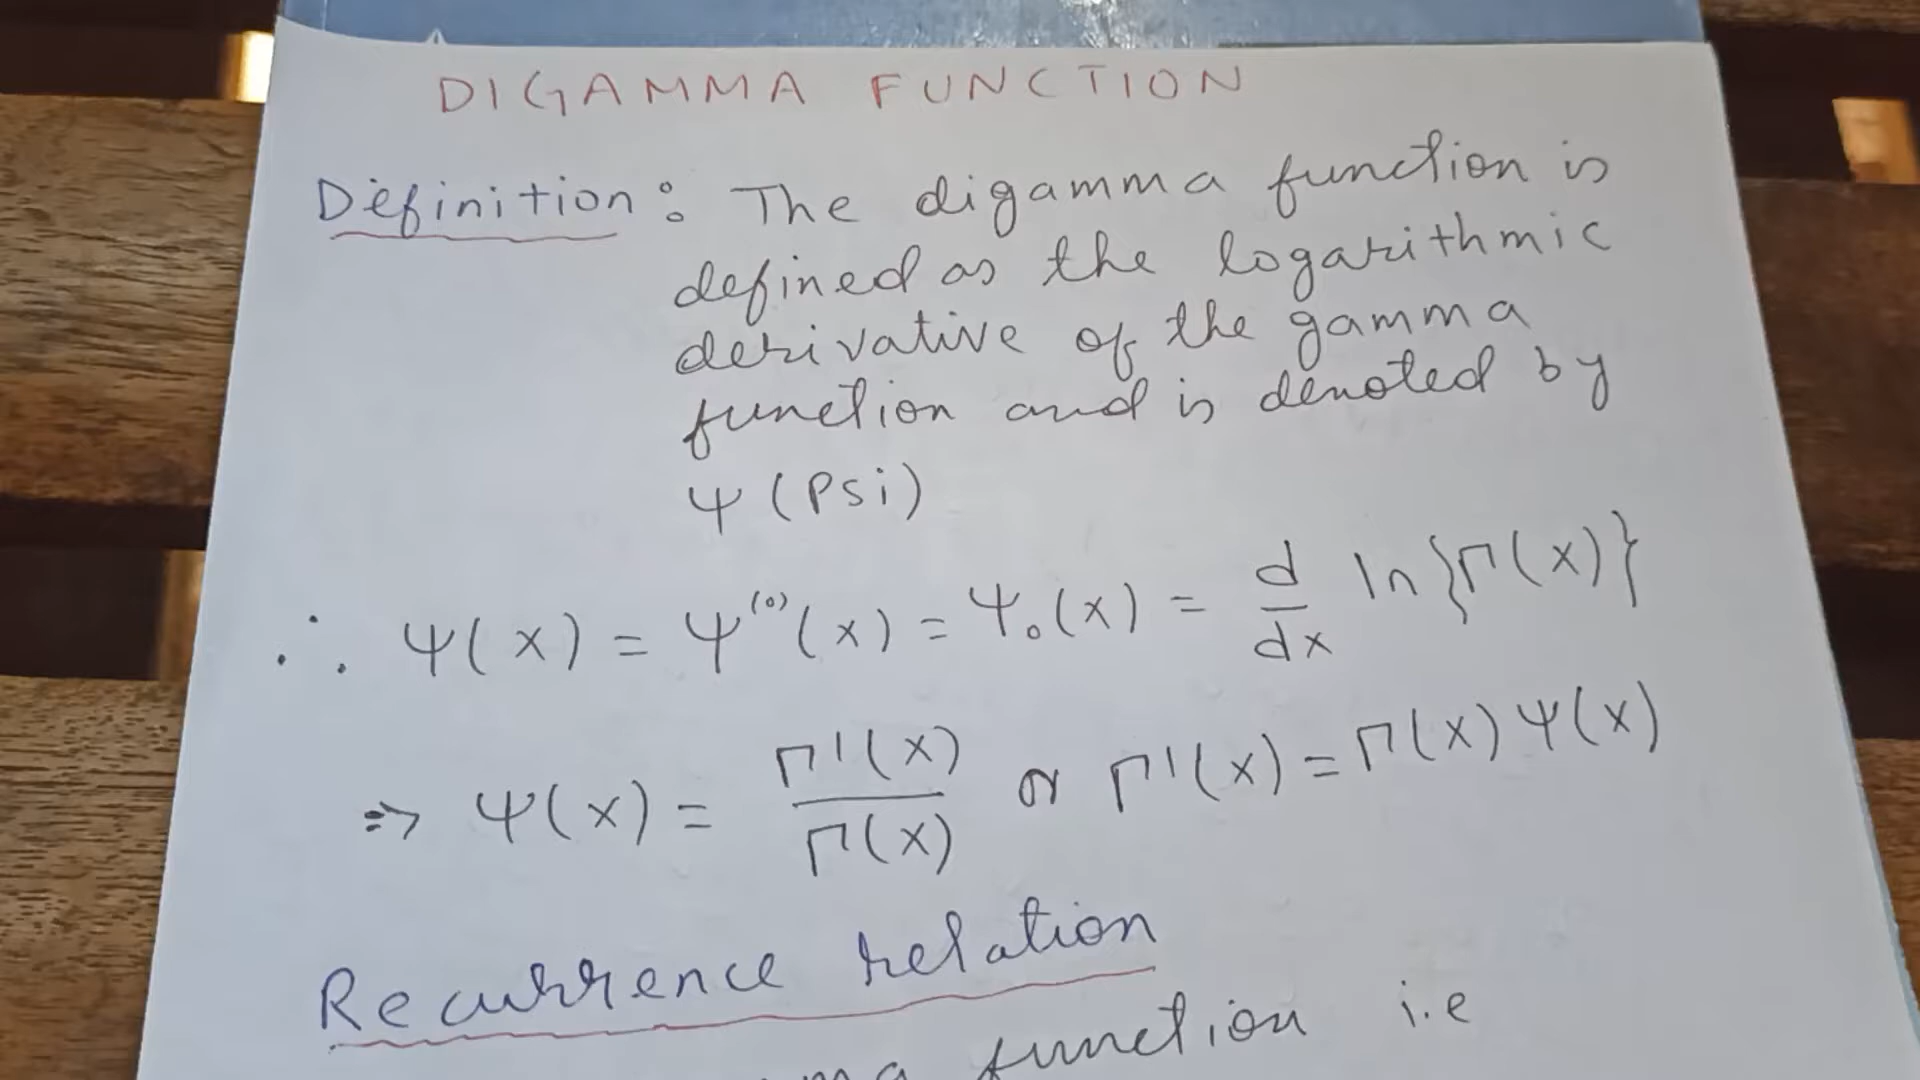 DIGAMMA FUNCTION
Definition : The digamma function is
defined as the logarithmic
derivative of the gamma
function and is denoted by
Ψ (Psi)
∴ Ψ(x) = Ψ⁽⁰⁾(x) = Ψ₀(x) = d/dx ln{Γ(x)}
⇒ Ψ(x) = Γ'(x)/Γ(x) or Γ'(x) = Γ(x) Ψ(x)
Recurrence relation
function i.e